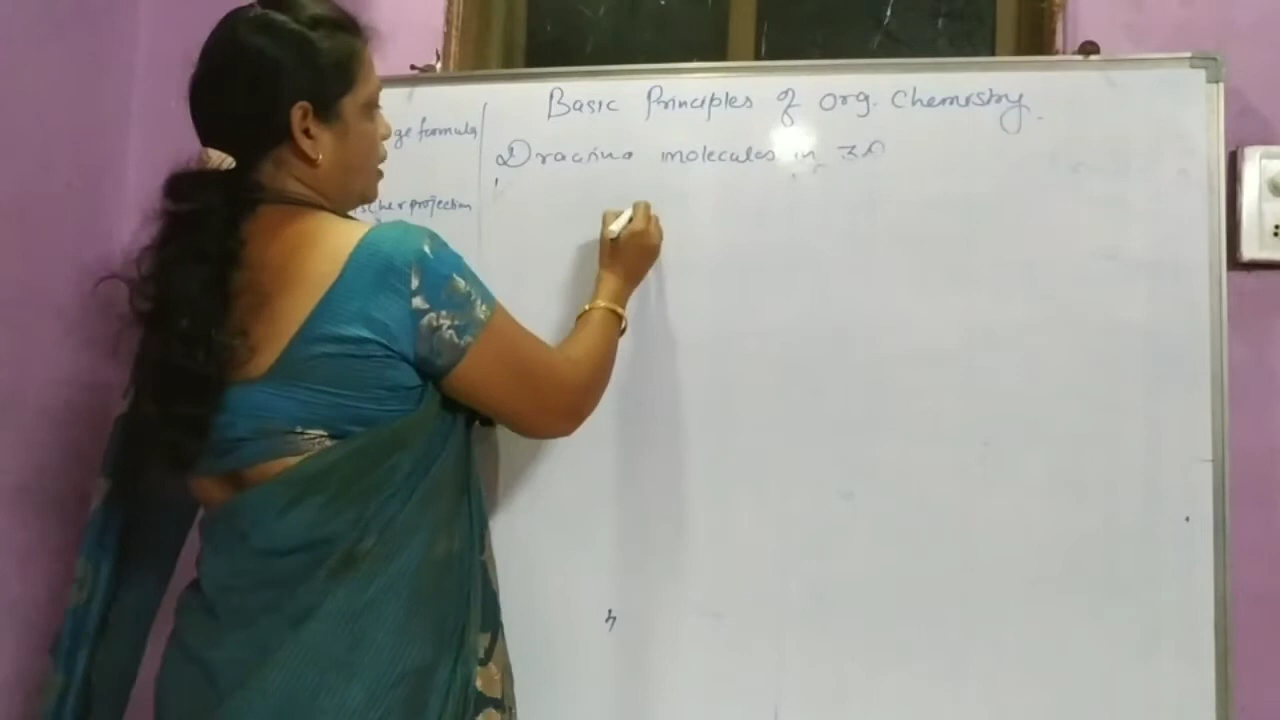 Basic Principles of Org. Chemistry.
ge formula
Drawing molecules in 3D
scher projection